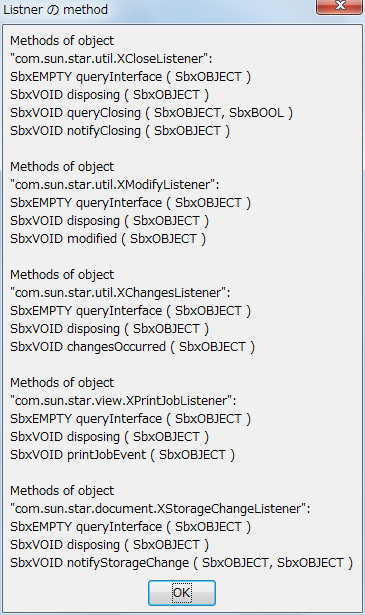 Listner の method
Methods of object
"com.sun.star.util.XCloseListener":
SbxEMPTY queryInterface ( SbxOBJECT )
SbxVOID disposing ( SbxOBJECT )
SbxVOID queryClosing ( SbxOBJECT, SbxBOOL )
SbxVOID notifyClosing ( SbxOBJECT )
Methods of object
"com.sun.star.util.XModifyListener":
SbxEMPTY queryInterface ( SbxOBJECT )
SbxVOID disposing ( SbxOBJECT )
SbxVOID modified ( SbxOBJECT )
Methods of object
"com.sun.star.util.XChangesListener":
SbxEMPTY queryInterface ( SbxOBJECT )
SbxVOID disposing ( SbxOBJECT )
SbxVOID changesOccurred ( SbxOBJECT )
Methods of object
"com.sun.star.view.XPrintJobListener":
SbxEMPTY queryInterface ( SbxOBJECT )
SbxVOID disposing ( SbxOBJECT )
SbxVOID printJobEvent ( SbxOBJECT )
Methods of object
"com.sun.star.document.XStorageChangeListener":
SbxEMPTY queryInterface ( SbxOBJECT )
SbxVOID disposing ( SbxOBJECT )
SbxVOID notifyStorageChange ( SbxOBJECT, SbxOBJECT )
OK